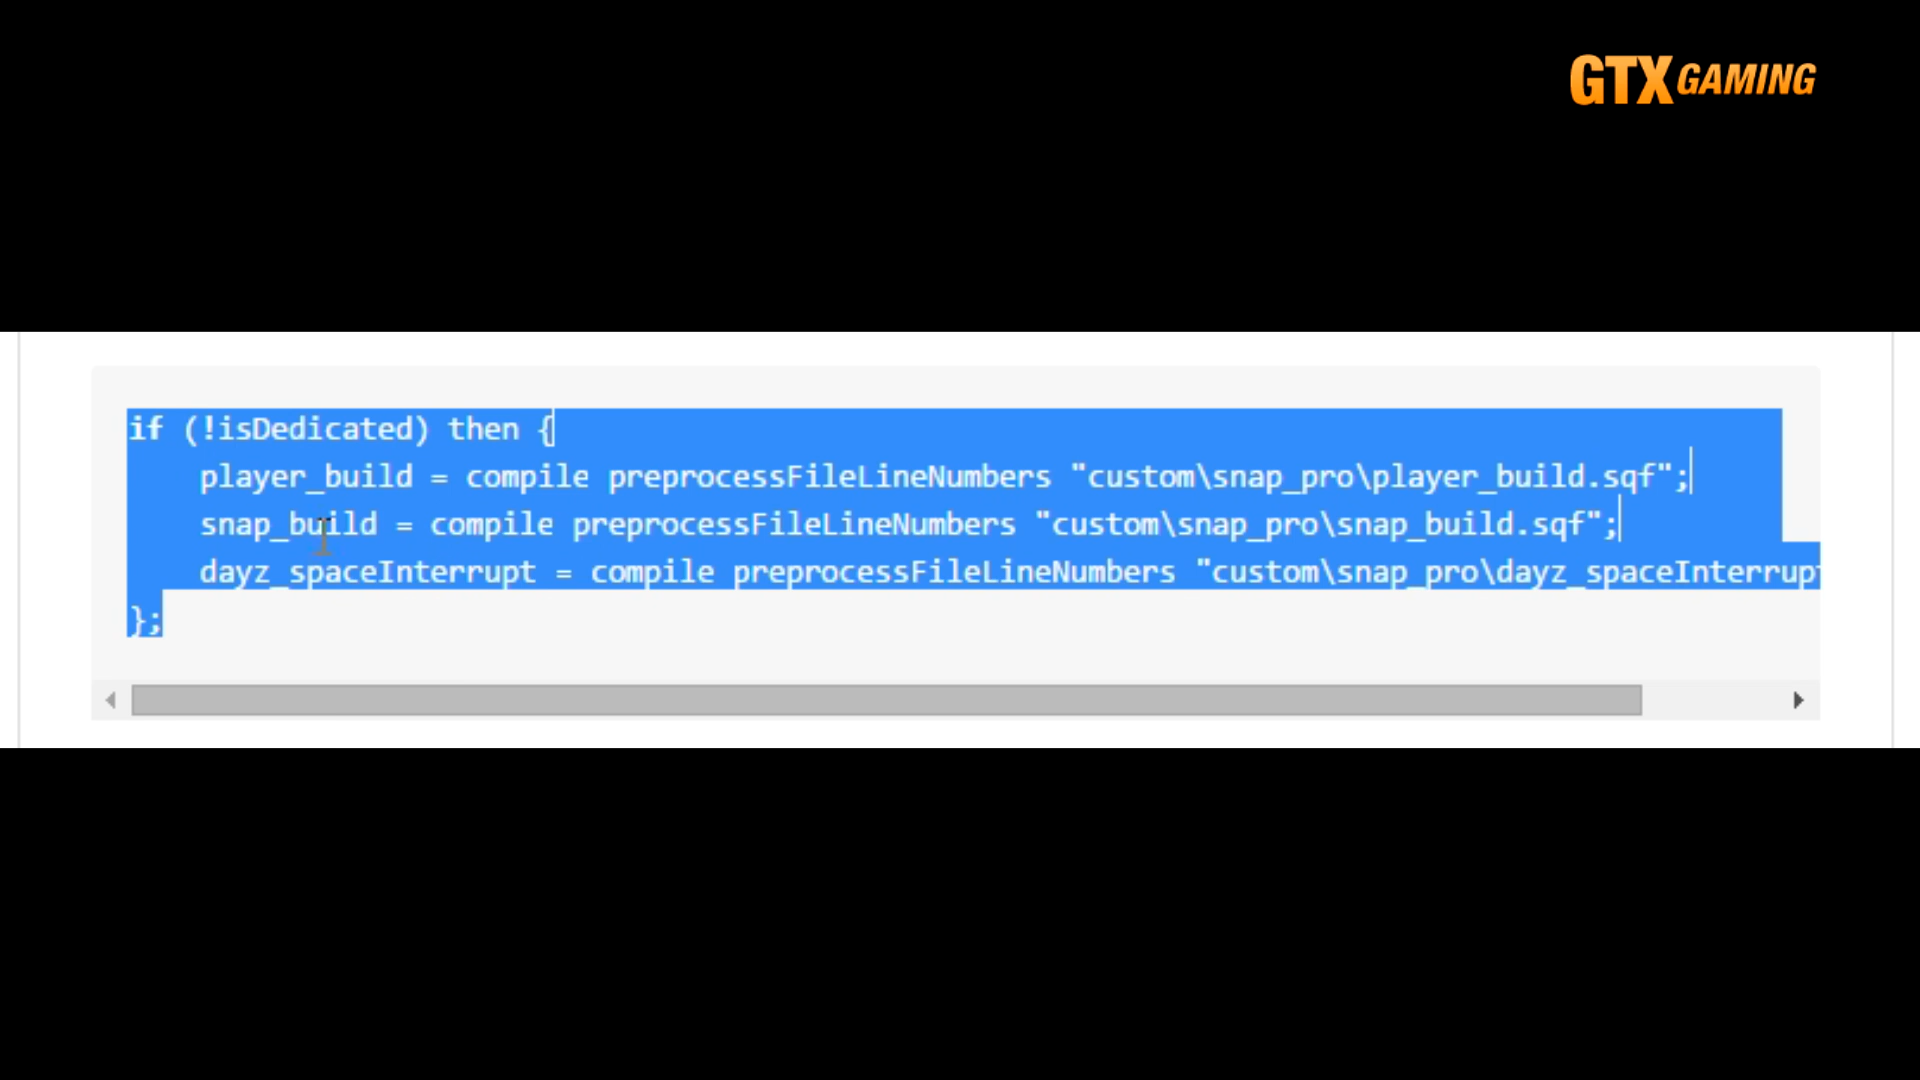 GTX GAMING
if (!isDedicated) then {
player_build = compile preprocessFileLineNumbers "custom\snap_pro\player_build.sqf";
snap_build = compile preprocessFileLineNumbers "custom\snap_pro\snap_build.sqf";
dayz_spaceInterrupt = compile preprocessFileLineNumbers "custom\snap_pro\dayz_spaceInterrupt
};